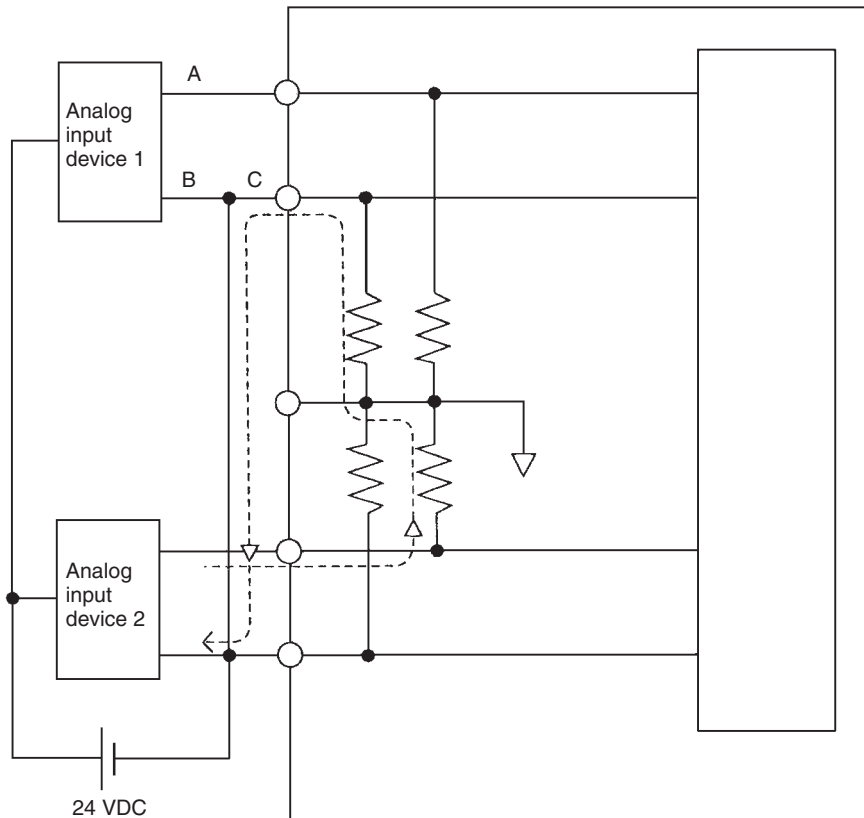 A
Analog
input
device 1
B
C
Analog
input
device 2
24 VDC